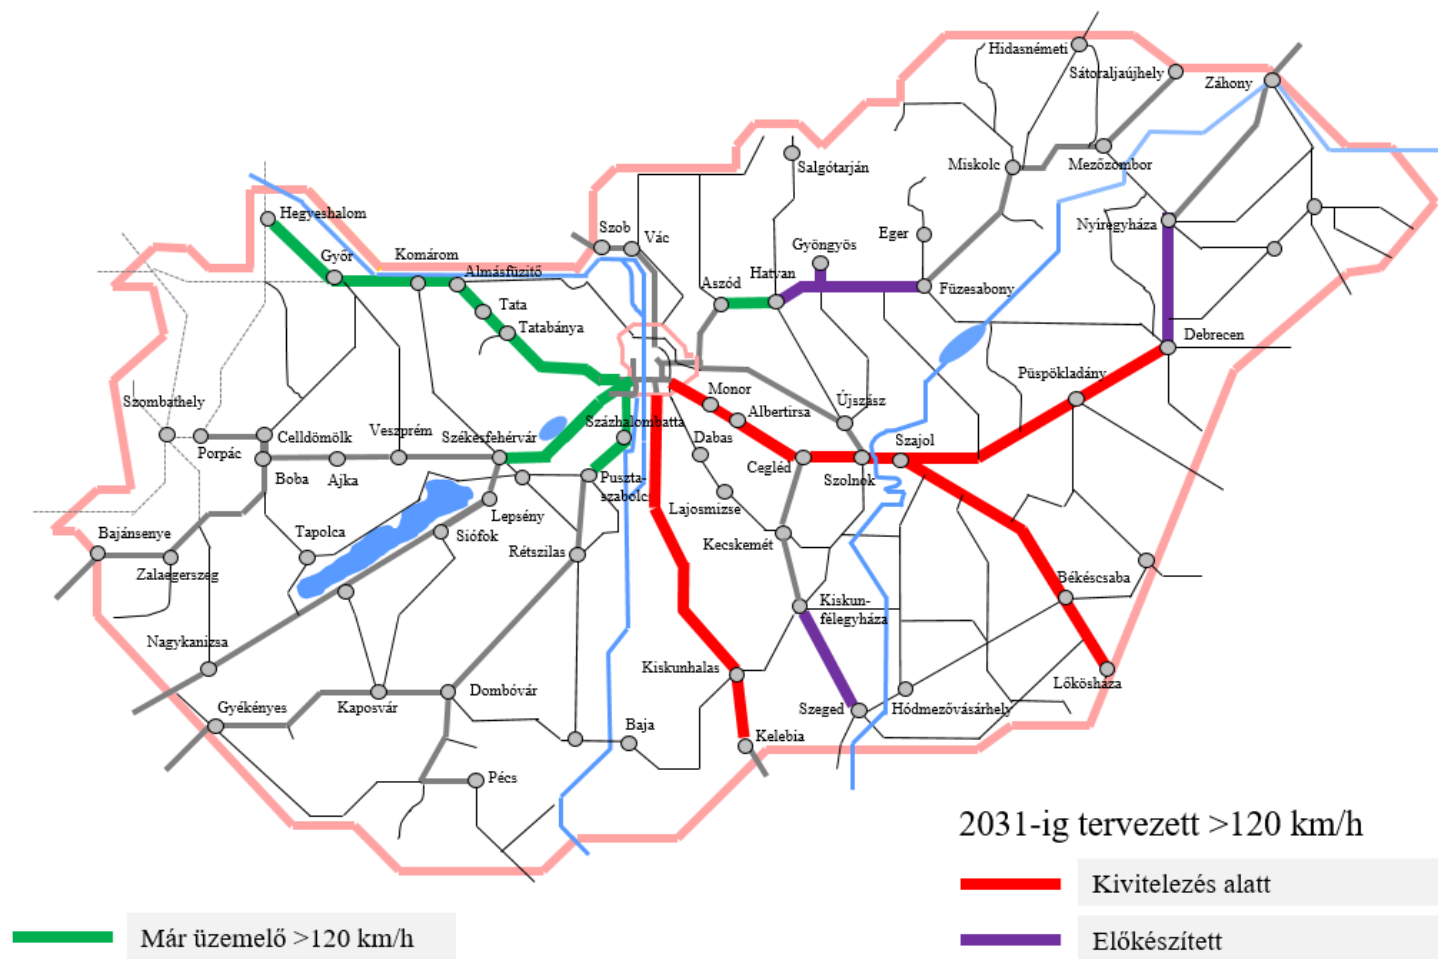 Hidasnémeti
Sátoraljaújhely
Záhony
Salgótarján
Miskolc
Mezőzombor
Hegyeshalom
Szob
Vác
Nyíregyháza
Győr
Komárom
Almásfüzitő
Gyöngyös
Eger
Aszód
Hatvan
Füzesabony
Tata
Tatabánya
Debrecen
Püspökladány
Monor
Albertirsa
Újszász
Szombathely
Porpác
Celldömölk
Veszprém
Székesfehérvár
Százhalombatta
Dabas
Cegléd
Szolnok
Szajol
Boba
Ajka
Puszta-
szabolcs
Lepsény
Lajosmizse
Siófok
Kecskemét
Bajánsenye
Tapolca
Rétszilas
Zalaegerszeg
Békéscsaba
Kiskun-
félegyháza
Nagykanizsa
Kiskunhalas
Lőkösháza
Gyékényes
Kaposvár
Dombóvár
Szeged
Hódmezővásárhely
Baja
Kelebia
Pécs
2031-ig tervezett >120 km/h
Kivitelezés alatt
Már üzemelő >120 km/h
Előkészített